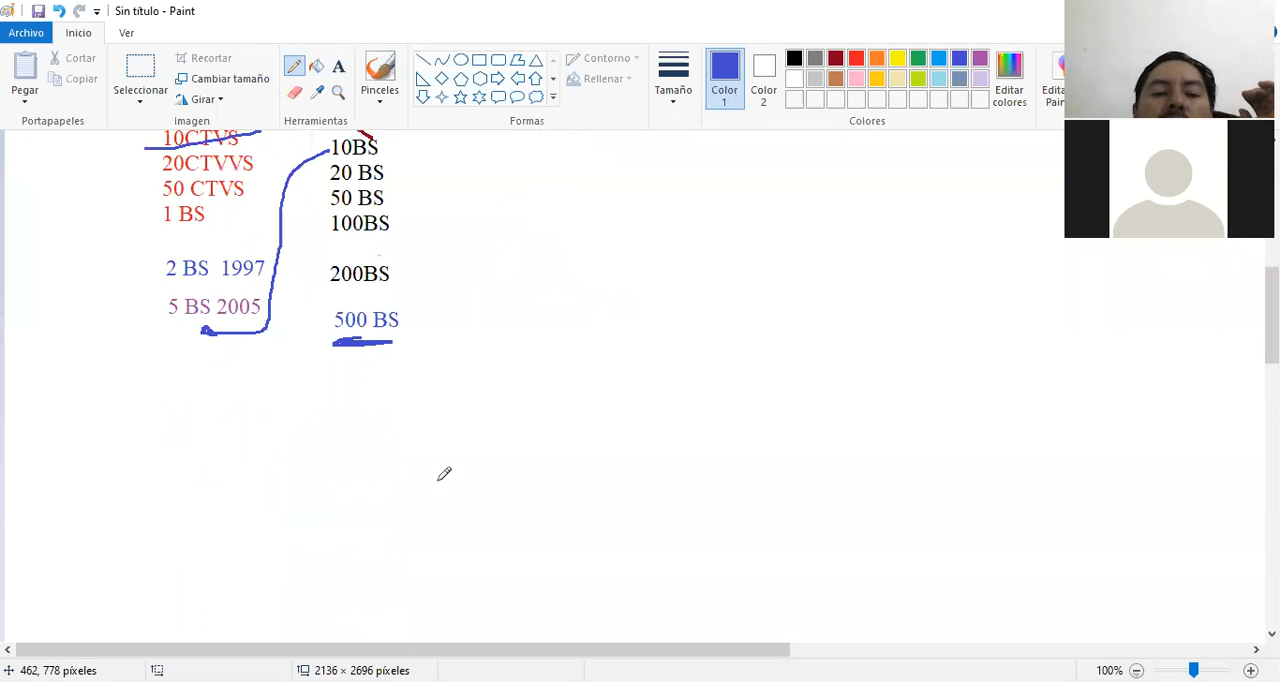 Sin título - Paint
Archivo
Inicio
Ver
Pegar
Cortar
Copiar
Portapapeles
Seleccionar
Recortar
Cambiar tamaño
Girar
Imagen
A
Herramientas
Pinceles
Contorno
Rellenar
Formas
Tamaño
Color
1
Color
2
Editar
colores
Edita
Pain
Colores
10CTVS
20CTVVS
50 CTVS
1 BS
2 BS 1997
5 BS 2005
10BS
20 BS
50 BS
100BS
200BS
500 BS
462, 778 píxeles
2136 × 2696 píxeles
100%